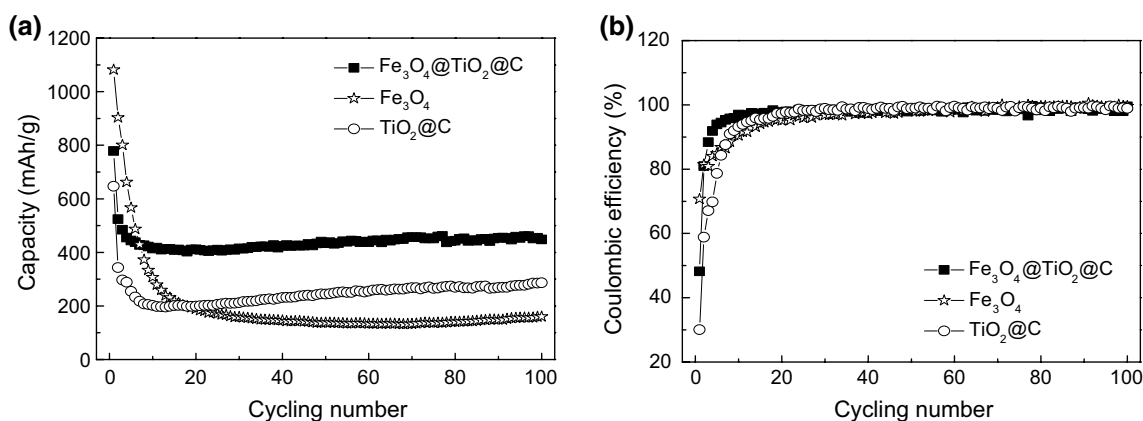 (a)
1200
1000
800
600
400
200
0
Capacity (mAh/g)
Fe3O4@TiO2@C
Fe3O4
TiO2@C
0 20 40 60 80 100
Cycling number
(b)
120
100
80
60
40
20
Coulombic efficiency (%)
Fe3O4@TiO2@C
Fe3O4
TiO2@C
0 20 40 60 80 100
Cycling number